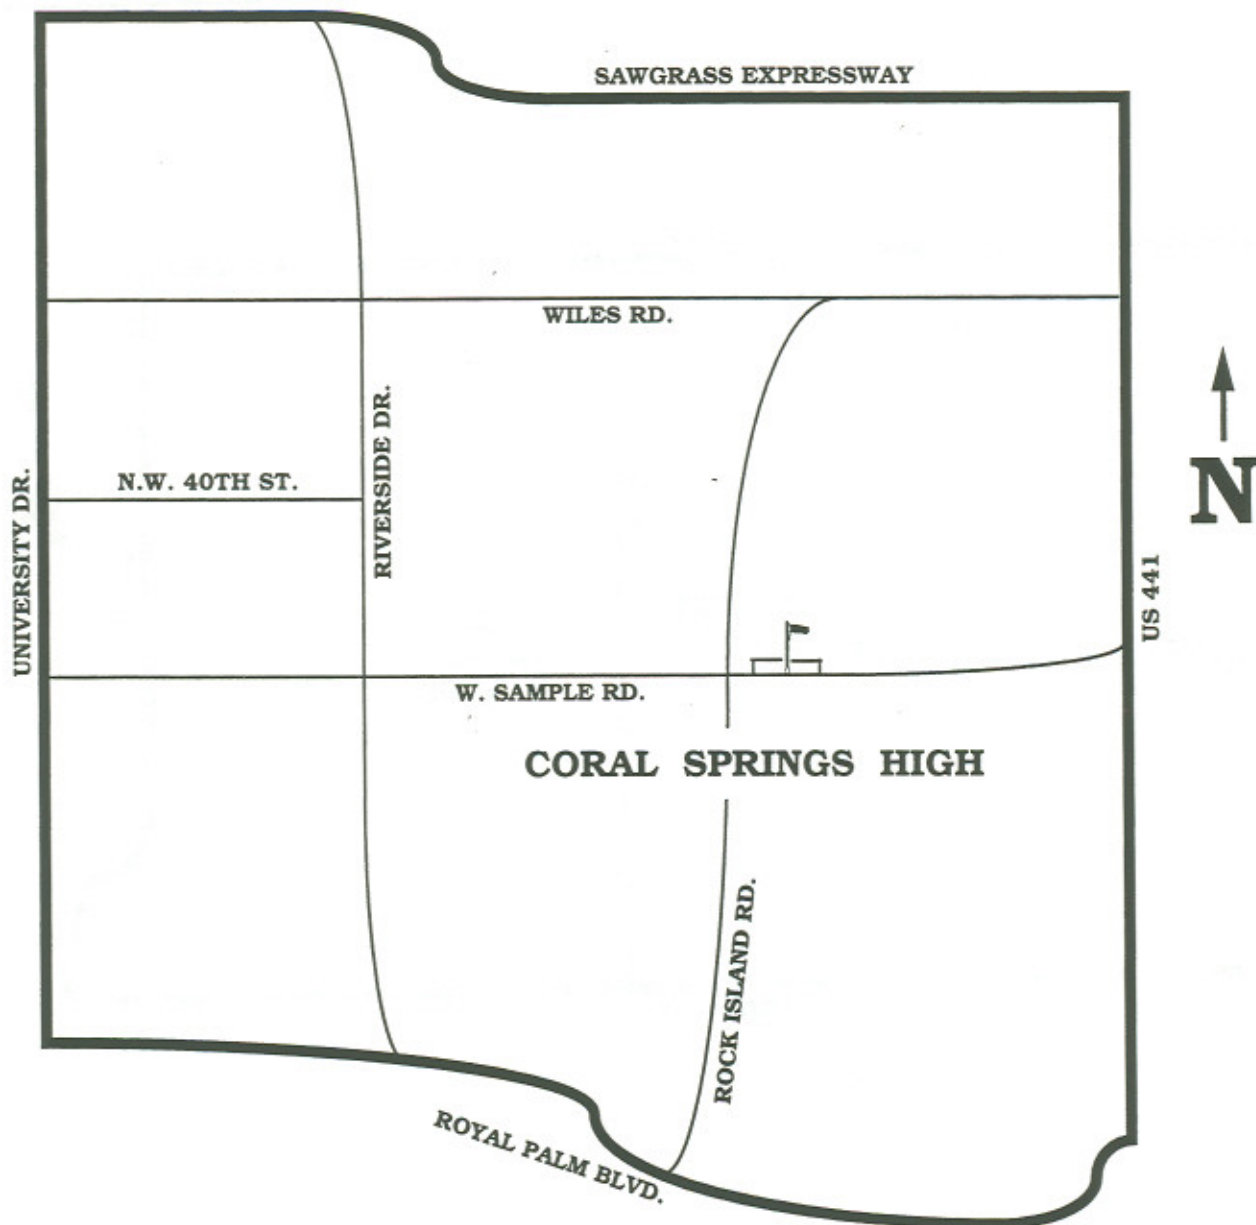 SAWGRASS EXPRESSWAY
WILES RD.
RIVERSIDE DR.
N.W. 40TH ST.
UNIVERSITY DR.
N
US 441
W. SAMPLE RD.
CORAL SPRINGS HIGH
ROCK ISLAND RD.
ROYAL PALM BLVD.